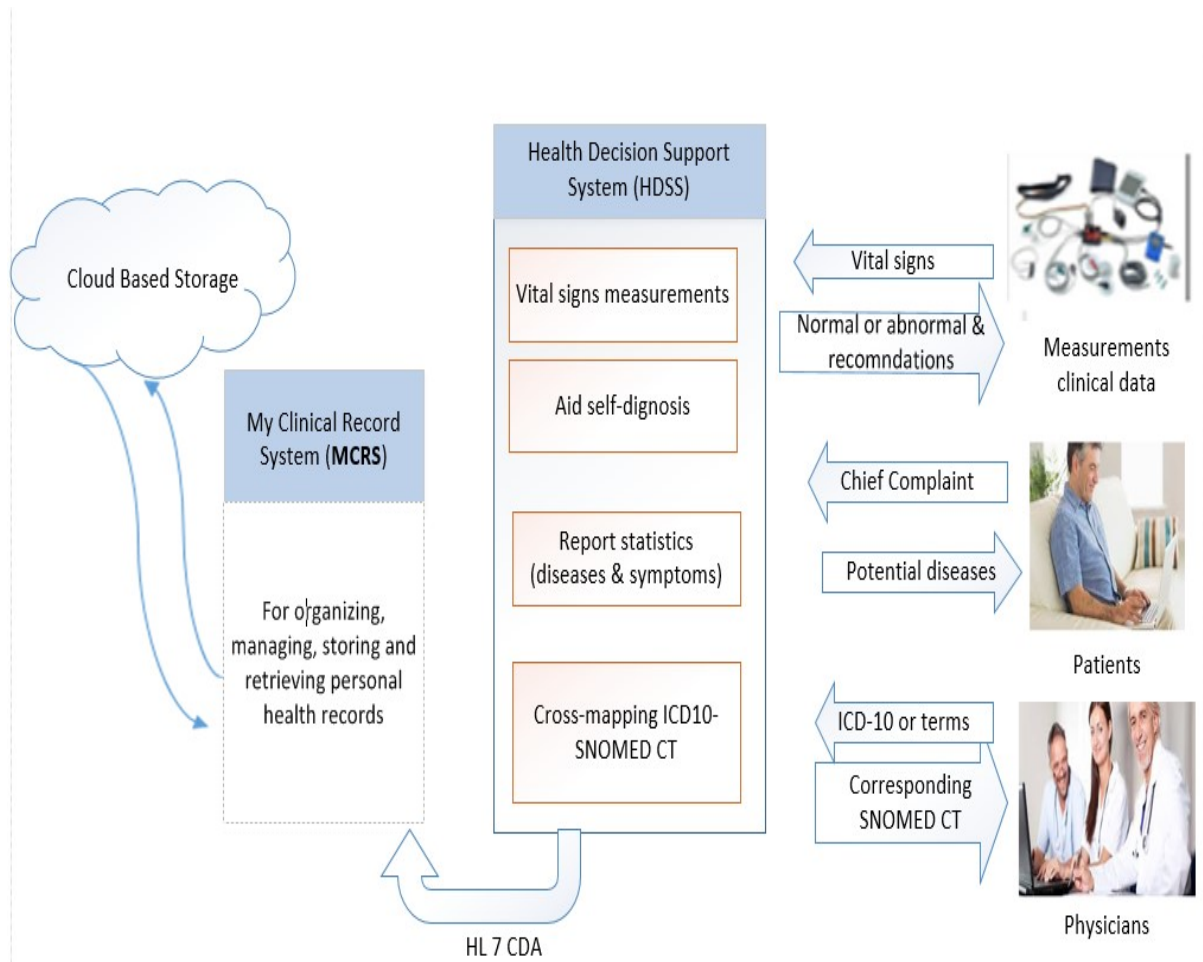 Cloud Based Storage
My Clinical Record
System (MCRS)
For organizing,
managing, storing and
retrieving personal
health records
Health Decision Support
System (HDSS)
Vital signs measurements
Aid self-dignosis
Report statistics
(diseases & symptoms)
Cross-mapping ICD10-
SNOMED CT
HL 7 CDA
Vital signs
Normal or abnormal &
recomndations
Measurements
clinical data
Chief Complaint
Potential diseases
Patients
ICD-10 or terms
Corresponding
SNOMED CT
Physicians